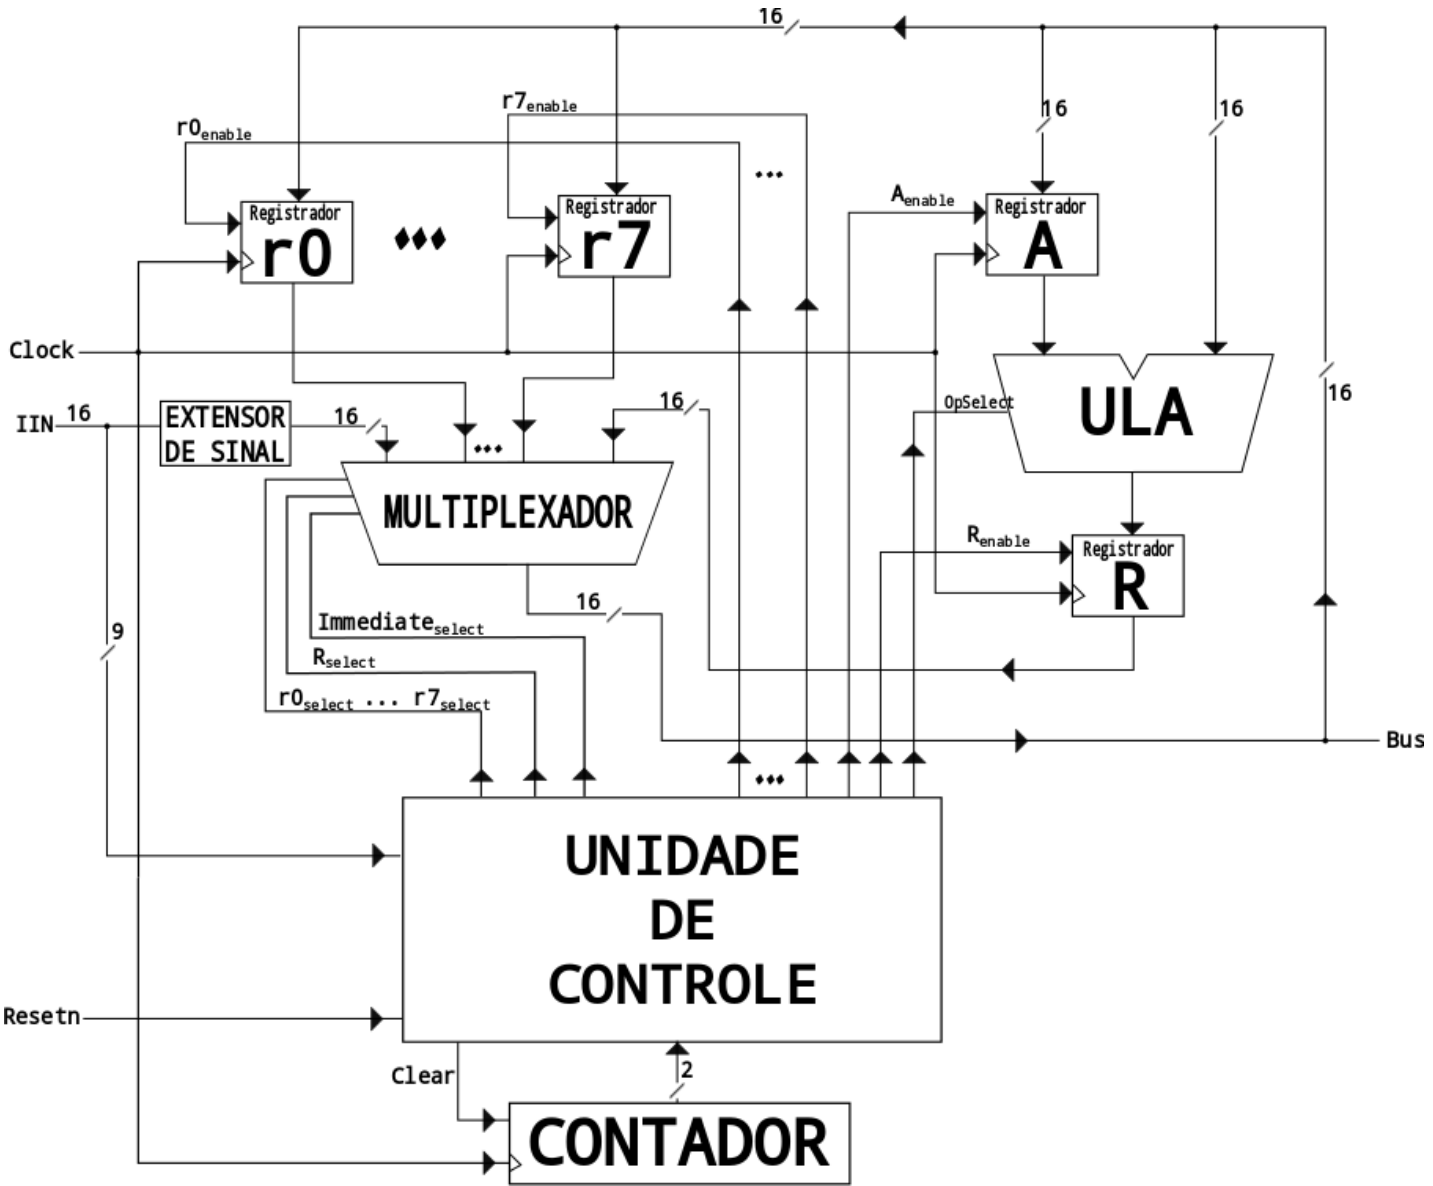 16
r7enable
r0enable
16
16
Aenable
Registrador
r0
Registrador
r7
Registrador
A
Clock
16
16
OpSelect
ULA
IIN 16
EXTENSOR
DE SINAL
16
MULTIPLEXADOR
Renable
Registrador
R
16
9
Immediateselect
Rselect
r0select ... r7select
Bus
UNIDADE
DE
CONTROLE
Resetn
Clear
2
CONTADOR